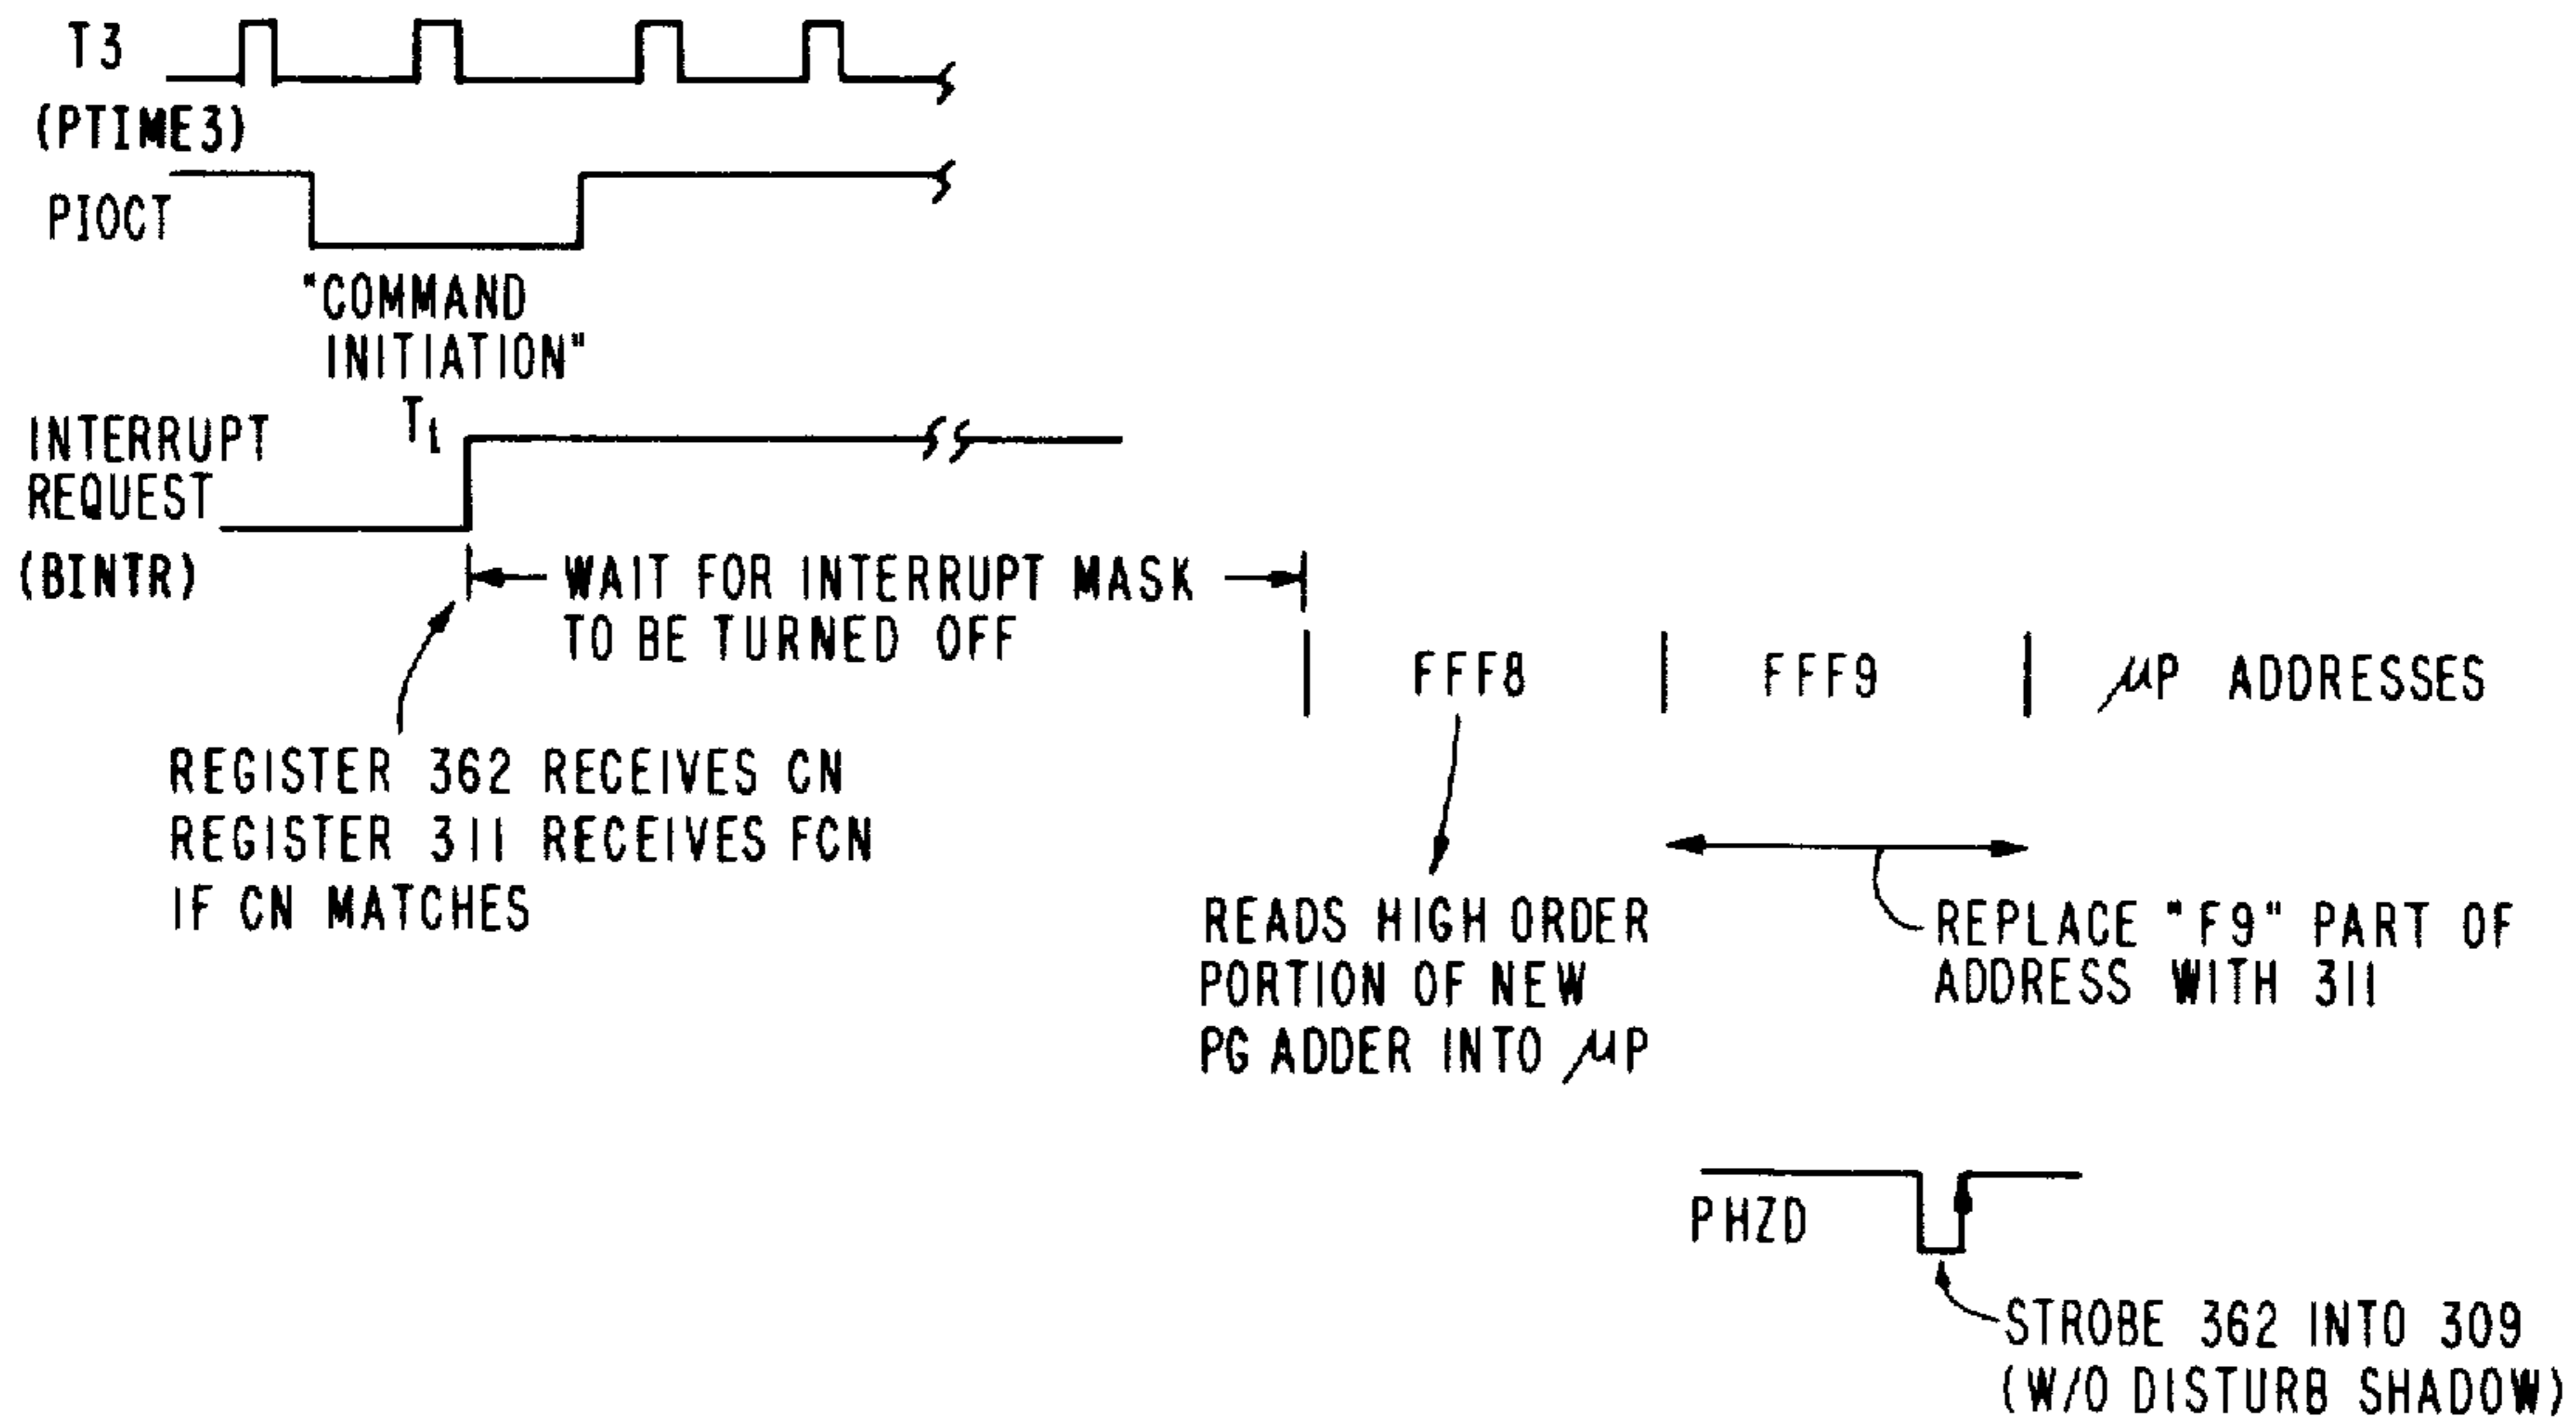 T3
(PTIME3)
PIOCT
"COMMAND
INITIATION"
T1
INTERRUPT
REQUEST
(BINTR)
WAIT FOR INTERRUPT MASK
TO BE TURNED OFF
FFF8
FFF9
μP ADDRESSES
REGISTER 362 RECEIVES CN
REGISTER 311 RECEIVES FCN
IF CN MATCHES
READS HIGH ORDER
PORTION OF NEW
PG ADDER INTO μP
REPLACE "F9" PART OF
ADDRESS WITH 311
PHZD
STROBE 362 INTO 309
(W/O DISTURB SHADOW)